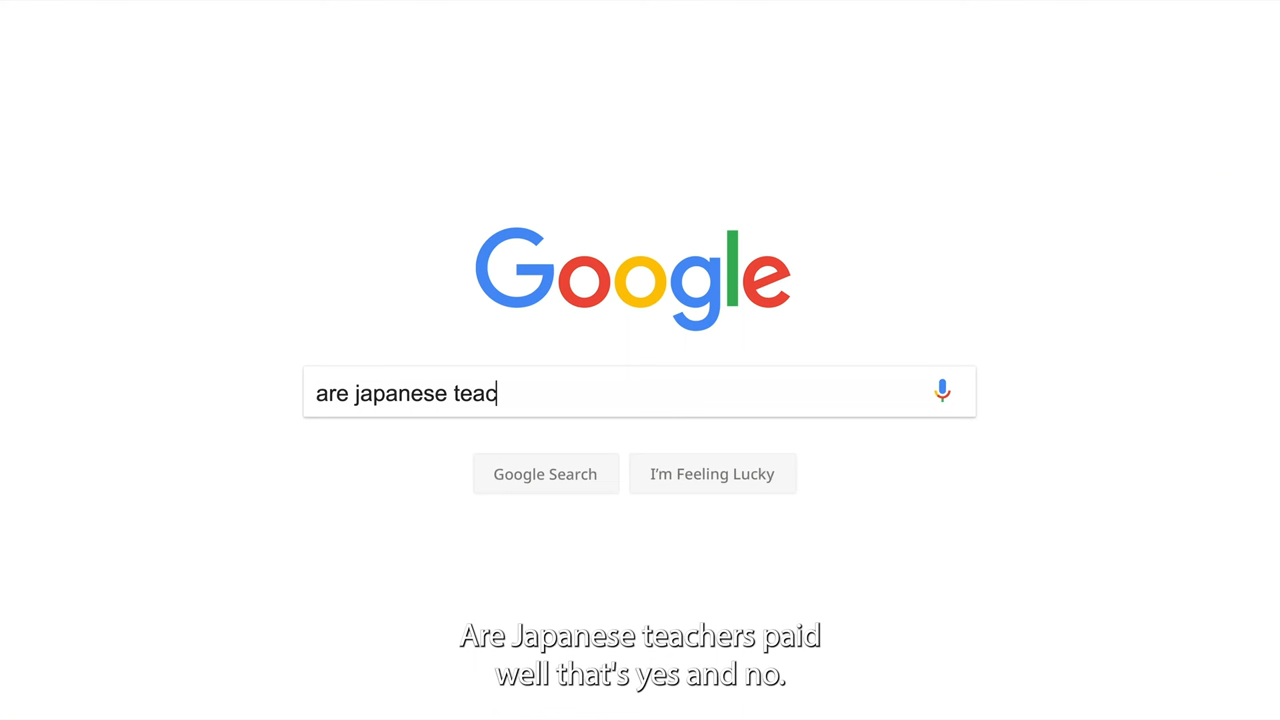 Google
are japanese teac
Google Search
I'm Feeling Lucky
Are Japanese teachers paid
well that's yes and no.